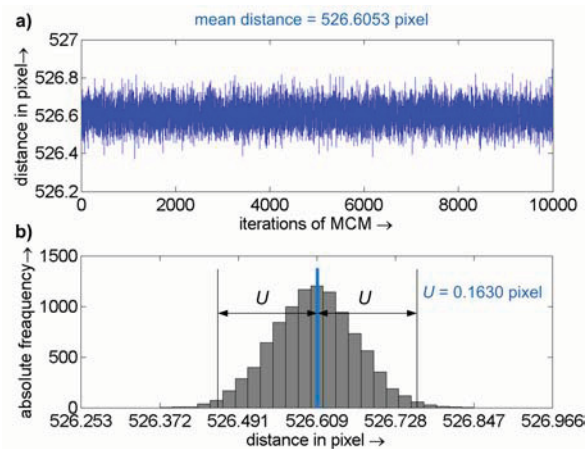 a)
mean distance = 526.6053 pixel
distance in pixel→
527
526.8
526.6
526.4
526.2
0 2000 4000 6000 8000 10000
iterations of MCM →
b)
absolute freaquency→
1500
1000
500
0
U U
U = 0.1630 pixel
526.253 526.372 526.491 526.609 526.728 526.847 526.966
distance in pixel →